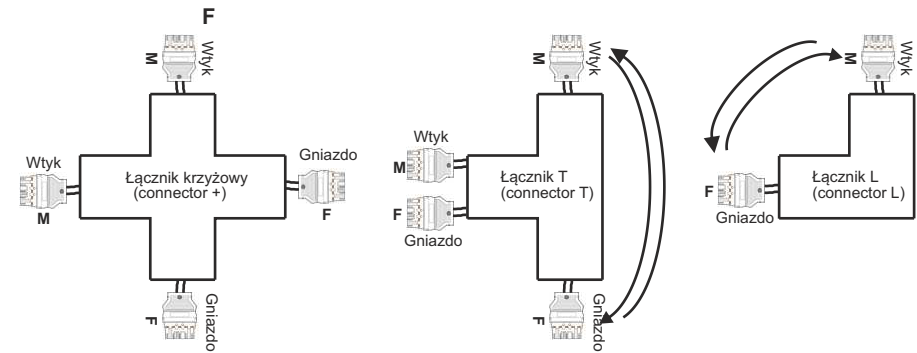 F
M
Wtyk
Wtyk
M
Łącznik krzyżowy
(connector +)
Gniazdo
F
F
Gniazdo
M
Wtyk
Wtyk
M
F
Gniazdo
Łącznik T
(connector T)
F
Gniazdo
M
Wtyk
F
Gniazdo
Łącznik L
(connector L)